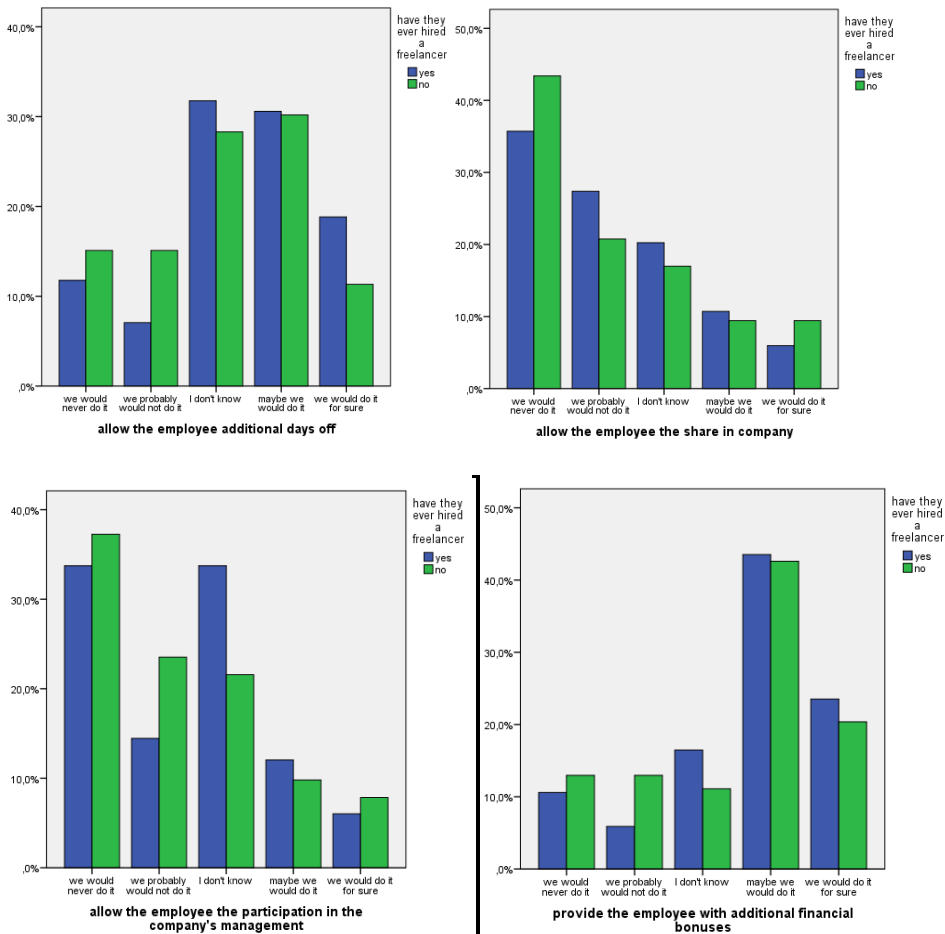 40,0%
30,0%
20,0%
10,0%
,0%
we would never do it
we probably would not do it
I don't know
maybe we would do it
we would do it for sure
allow the employee additional days off
have they
ever hired
a
freelancer
yes
no
50,0%
40,0%
30,0%
20,0%
10,0%
,0%
we would never do it
we probably would not do it
I don't know
maybe we would do it
we would do it for sure
allow the employee the share in company
have they
ever hired
a
freelancer
yes
no
40,0%
30,0%
20,0%
10,0%
,0%
we would never do it
we probably would not do it
I don't know
maybe we would do it
we would do it for sure
allow the employee the participation in the
company's management
have they
ever hired
a
freelancer
yes
no
50,0%
40,0%
30,0%
20,0%
10,0%
,0%
we would never do it
we probably would not do it
I don't know
maybe we would do it
we would do it for sure
provide the employee with additional financial
bonuses
have they
ever hired
a
freelancer
yes
no